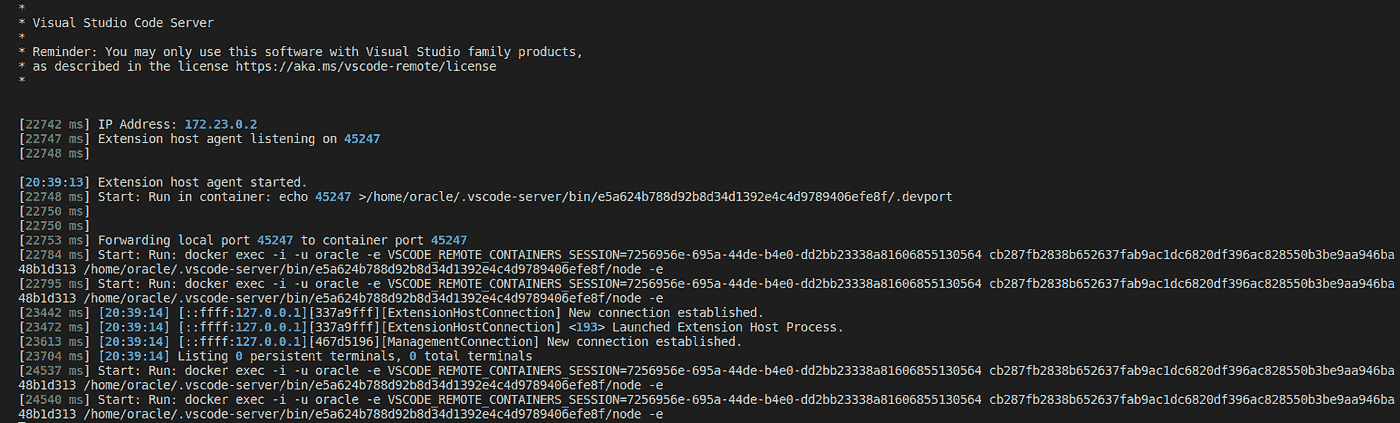 *
* Visual Studio Code Server
*
* Reminder: You may only use this software with Visual Studio family products,
* as described in the license https://aka.ms/vscode-remote/license
*
[22742 ms] IP Address: 172.23.0.2
[22747 ms] Extension host agent listening on 45247
[22748 ms]
[20:39:13] Extension host agent started.
[22748 ms] Start: Run in container: echo 45247 >/home/oracle/.vscode-server/bin/e5a624b788d92b8d34d1392e4c4d9789406efe8f/.devport
[22750 ms]
[22750 ms]
[22753 ms] Forwarding local port 45247 to container port 45247
[22784 ms] Start: Run: docker exec -i -u oracle -e VSCODE_REMOTE_CONTAINERS_SESSION=7256956e-695a-44de-b4e0-dd2bb23338a81606855130564 cb287fb2838b652637fab9ac1dc6820df396ac828550b3be9aa946ba
48b1d313 /home/oracle/.vscode-server/bin/e5a624b788d92b8d34d1392e4c4d9789406efe8f/node -e
[22795 ms] Start: Run: docker exec -i -u oracle -e VSCODE_REMOTE_CONTAINERS_SESSION=7256956e-695a-44de-b4e0-dd2bb23338a81606855130564 cb287fb2838b652637fab9ac1dc6820df396ac828550b3be9aa946ba
48b1d313 /home/oracle/.vscode-server/bin/e5a624b788d92b8d34d1392e4c4d9789406efe8f/node -e
[23442 ms] [20:39:14] [::ffff:127.0.0.1][337a9fff][ExtensionHostConnection] New connection established.
[23472 ms] [20:39:14] [::ffff:127.0.0.1][337a9fff][ExtensionHostConnection] <193> Launched Extension Host Process.
[23613 ms] [20:39:14] [::ffff:127.0.0.1][467d5196][ManagementConnection] New connection established.
[23704 ms] [20:39:14] Listing 0 persistent terminals, 0 total terminals
[24537 ms] Start: Run: docker exec -i -u oracle -e VSCODE_REMOTE_CONTAINERS_SESSION=7256956e-695a-44de-b4e0-dd2bb23338a81606855130564 cb287fb2838b652637fab9ac1dc6820df396ac828550b3be9aa946ba
48b1d313 /home/oracle/.vscode-server/bin/e5a624b788d92b8d34d1392e4c4d9789406efe8f/node -e
[24540 ms] Start: Run: docker exec -i -u oracle -e VSCODE_REMOTE_CONTAINERS_SESSION=7256956e-695a-44de-b4e0-dd2bb23338a81606855130564 cb287fb2838b652637fab9ac1dc6820df396ac828550b3be9aa946ba
48b1d313 /home/oracle/.vscode-server/bin/e5a624b788d92b8d34d1392e4c4d9789406efe8f/node -e